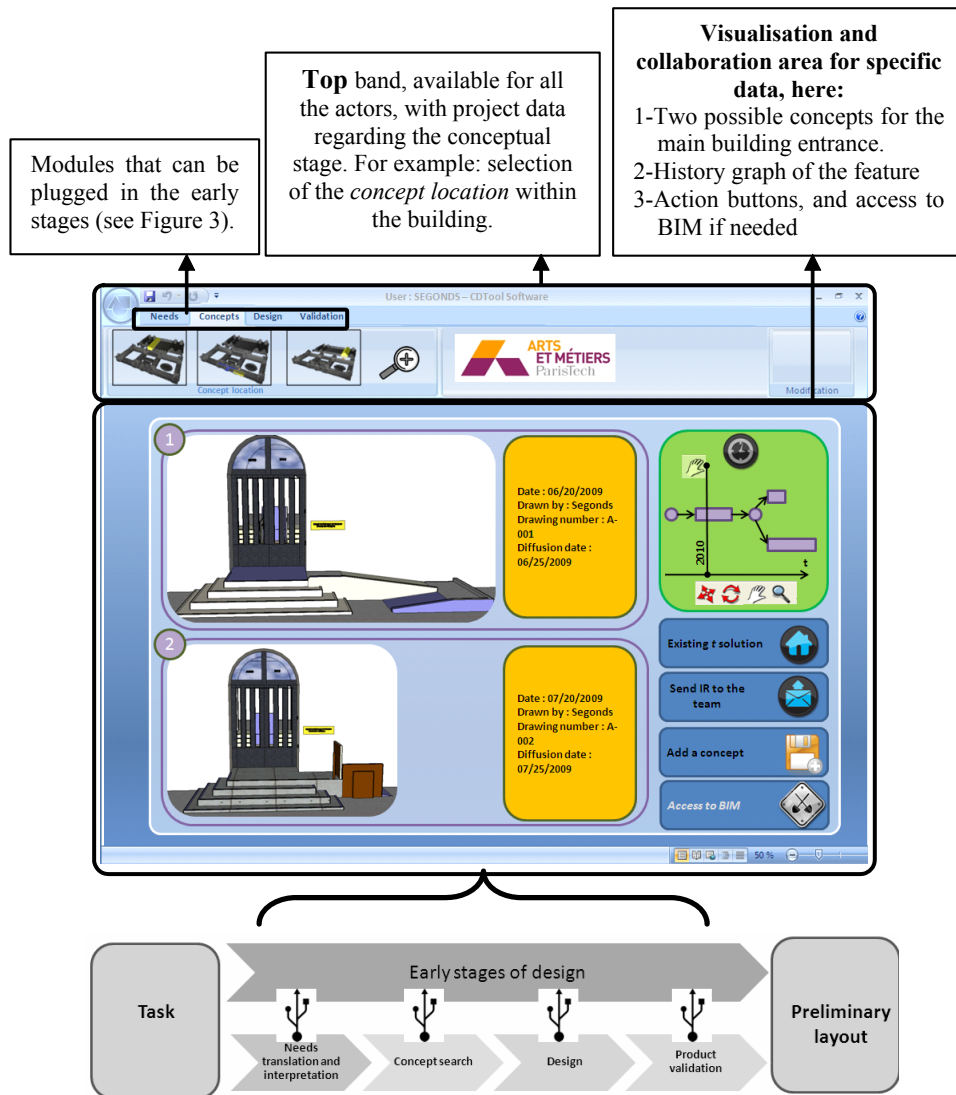 Modules that can be
plugged in the early
stages (see Figure 3).
Top band, available for all
the actors, with project data
regarding the conceptual
stage. For example: selection
of the concept location within
the building.
Visualisation and
collaboration area for specific
data, here:
1-Two possible concepts for the
main building entrance.
2-History graph of the feature
3-Action buttons, and access to
BIM if needed
User : SEGONDS – CDTool Software
Needs Concepts Design Validation
Concept location
ARTS
ET MÉTIERS
ParisTech
Modification
1
Date : 06/20/2009
Drawn by : Segonds
Drawing number : A-
001
Diffusion date :
06/25/2009
2010
t
2
Date : 07/20/2009
Drawn by : Segonds
Drawing number : A-
002
Diffusion date :
07/25/2009
Existing t solution
Send IR to the
team
Add a concept
Access to BIM
50 %
Task
Early stages of design
Needs
translation and
interpretation
Concept search
Design
Product
validation
Preliminary
layout